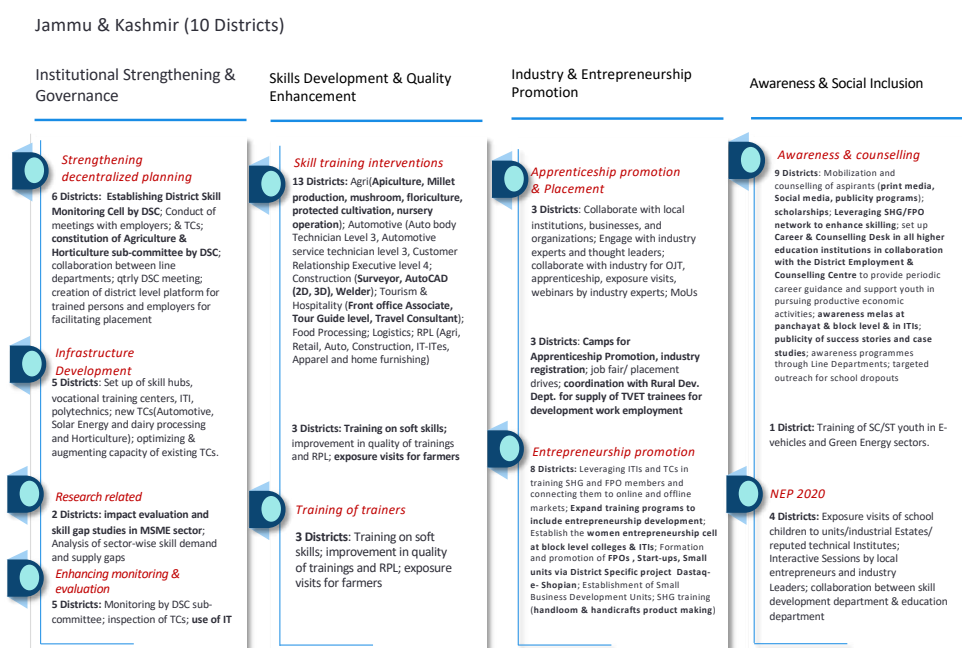 Jammu & Kashmir (10 Districts)
Institutional Strengthening &
Governance
Strengthening
decentralized planning
6 Districts: Establishing District Skill
Monitoring Cell by DSC; Conduct of
meetings with employers; & TCs;
constitution of Agriculture &
Horticulture sub-committee by DSC;
collaboration between line
departments; qtrly DSC meeting;
creation of district level platform for
trained persons and employers for
facilitating placement
Infrastructure
Development
5 Districts: Set up of skill hubs,
vocational training centers, ITI,
polytechnics; new TCs(Automotive,
Solar Energy and dairy processing
and Horticulture); optimizing &
augmenting capacity of existing TCs.
Research related
2 Districts: impact evaluation and
skill gap studies in MSME sector;
Analysis of sector-wise skill demand
and supply gaps
Enhancing monitoring &
evaluation
5 Districts: Monitoring by DSC sub-
committee; inspection of TCs; use of IT
Skills Development & Quality
Enhancement
Skill training interventions
13 Districts: Agri(Apiculture, Millet
production, mushroom, floriculture,
protected cultivation, nursery
operation); Automotive (Auto body
Technician Level 3, Automotive
service technician level 3, Customer
Relationship Executive level 4;
Construction (Surveyor, AutoCAD
(2D, 3D), Welder); Tourism &
Hospitality (Front office Associate,
Tour Guide level, Travel Consultant);
Food Processing; Logistics; RPL (Agri,
Retail, Auto, Construction, IT-ITes,
Apparel and home furnishing)
3 Districts: Training on soft skills;
improvement in quality of trainings
and RPL; exposure visits for farmers
Training of trainers
3 Districts: Training on soft
skills; improvement in quality
of trainings and RPL; exposure
visits for farmers
Industry & Entrepreneurship
Promotion
Apprenticeship promotion
& Placement
3 Districts: Collaborate with local
institutions, businesses, and
organizations; Engage with industry
experts and thought leaders;
collaborate with industry for OJT,
apprenticeship, exposure visits,
webinars by industry experts; MoUs
3 Districts: Camps for
Apprenticeship Promotion, industry
registration; job fair/ placement
drives; coordination with Rural Dev.
Dept. for supply of TVET trainees for
development work employment
Entrepreneurship promotion
8 Districts: Leveraging ITIs and TCs in
training SHG and FPO members and
connecting them to online and offline
markets; Expand training programs to
include entrepreneurship development;
Establish the women entrepreneurship cell
at block level colleges & ITIs; Formation
and promotion of FPOs , Start-ups, Small
units via District Specific project Dastaq-
e- Shopian; Establishment of Small
Business Development Units; SHG training
(handloom & handicrafts product making)
Awareness & Social Inclusion
Awareness & counselling
9 Districts: Mobilization and
counselling of aspirants (print media,
Social media, publicity programs);
scholarships; Leveraging SHG/FPO
network to enhance skilling; set up
Career & Counselling Desk in all higher
education institutions in collaboration
with the District Employment &
Counselling Centre to provide periodic
career guidance and support youth in
pursuing productive economic
activities; awareness melas at
panchayat & block level & in ITIs;
publicity of success stories and case
studies; awareness programmes
through Line Departments; targeted
outreach for school dropouts
1 District: Training of SC/ST youth in E-
vehicles and Green Energy sectors.
NEP 2020
4 Districts: Exposure visits of school
children to units/industrial Estates/
reputed technical Institutes;
Interactive Sessions by local
entrepreneurs and industry
Leaders; collaboration between skill
development department & education
department